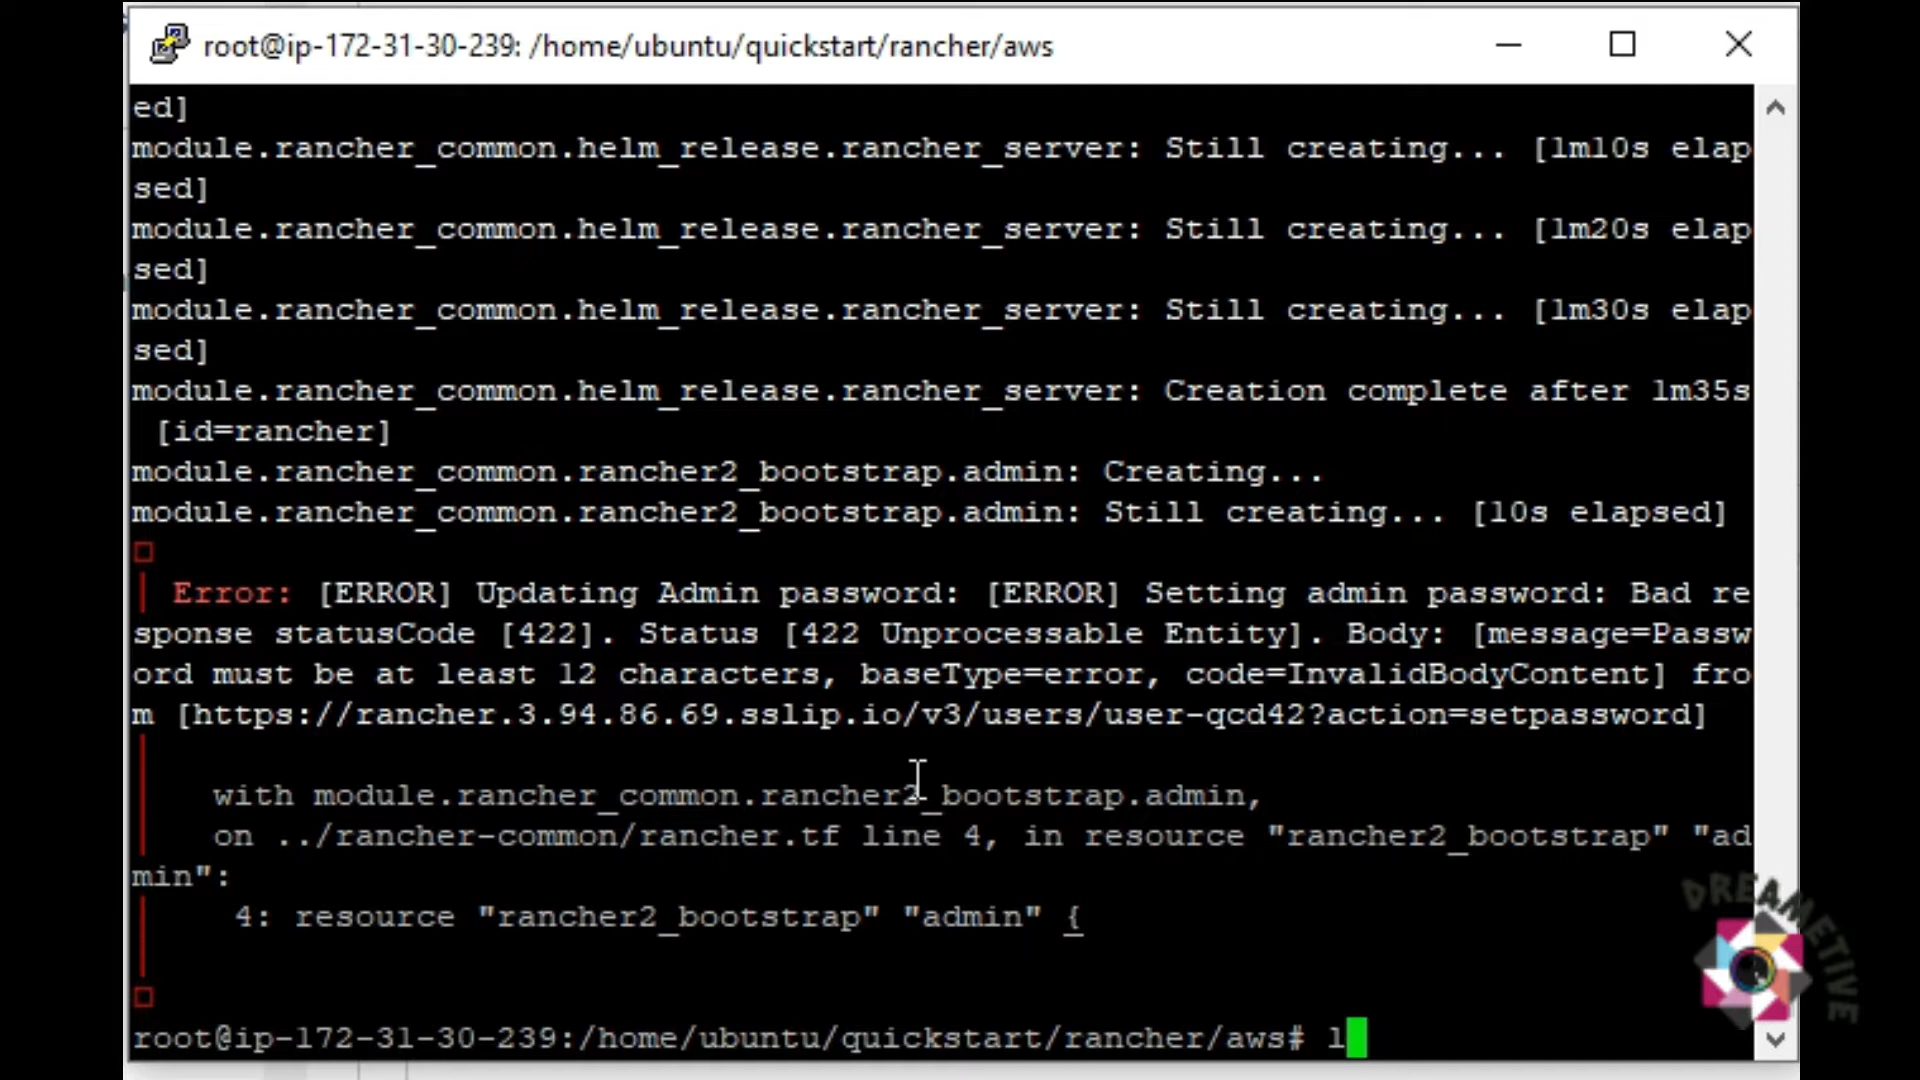 root@ip-172-31-30-239: /home/ubuntu/quickstart/rancher/aws
ed]
module.rancher_common.helm_release.rancher_server: Still creating... [1m10s elap
sed]
module.rancher_common.helm_release.rancher_server: Still creating... [1m20s elap
sed]
module.rancher_common.helm_release.rancher_server: Still creating... [1m30s elap
sed]
module.rancher_common.helm_release.rancher_server: Creation complete after 1m35s
 [id=rancher]
module.rancher_common.rancher2_bootstrap.admin: Creating...
module.rancher_common.rancher2_bootstrap.admin: Still creating... [10s elapsed]
Error: [ERROR] Updating Admin password: [ERROR] Setting admin password: Bad re
sponse statusCode [422]. Status [422 Unprocessable Entity]. Body: [message=Passw
ord must be at least 12 characters, baseType=error, code=InvalidBodyContent] fro
m [https://rancher.3.94.86.69.sslip.io/v3/users/user-qcd42?action=setpassword]
with module.rancher_common.rancher2_bootstrap.admin,
on ../rancher-common/rancher.tf line 4, in resource "rancher2_bootstrap" "ad
min":
4: resource "rancher2_bootstrap" "admin" {
root@ip-172-31-30-239:/home/ubuntu/quickstart/rancher/aws# l
DREAMETIVE